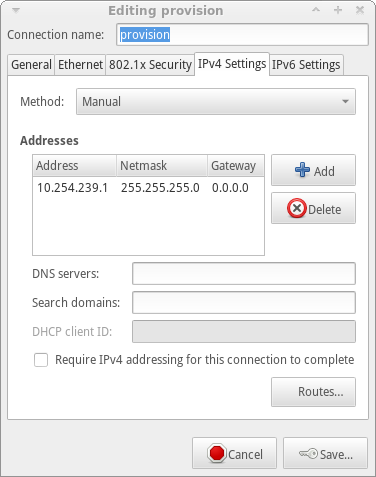 Editing provision
Connection name: provision
General Ethernet 802.1x Security IPv4 Settings IPv6 Settings
Method: Manual
Addresses
Address Netmask Gateway
10.254.239.1 255.255.255.0 0.0.0.0
Add
Delete
DNS servers:
Search domains:
DHCP client ID:
Require IPv4 addressing for this connection to complete
Routes...
Cancel Save...